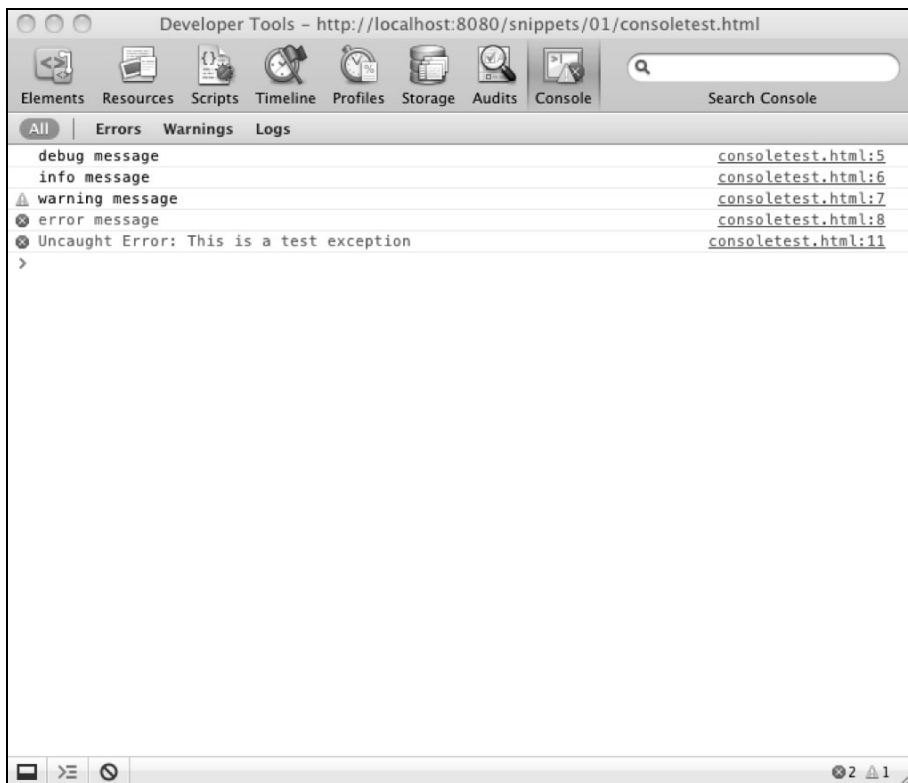 Developer Tools – http://localhost:8080/snippets/01/consoletest.html
Elements Resources Scripts Timeline Profiles Storage Audits Console Search Console
All Errors Warnings Logs
debug message consoletest.html:5
info message consoletest.html:6
warning message consoletest.html:7
error message consoletest.html:8
Uncaught Error: This is a test exception consoletest.html:11
>
2 1